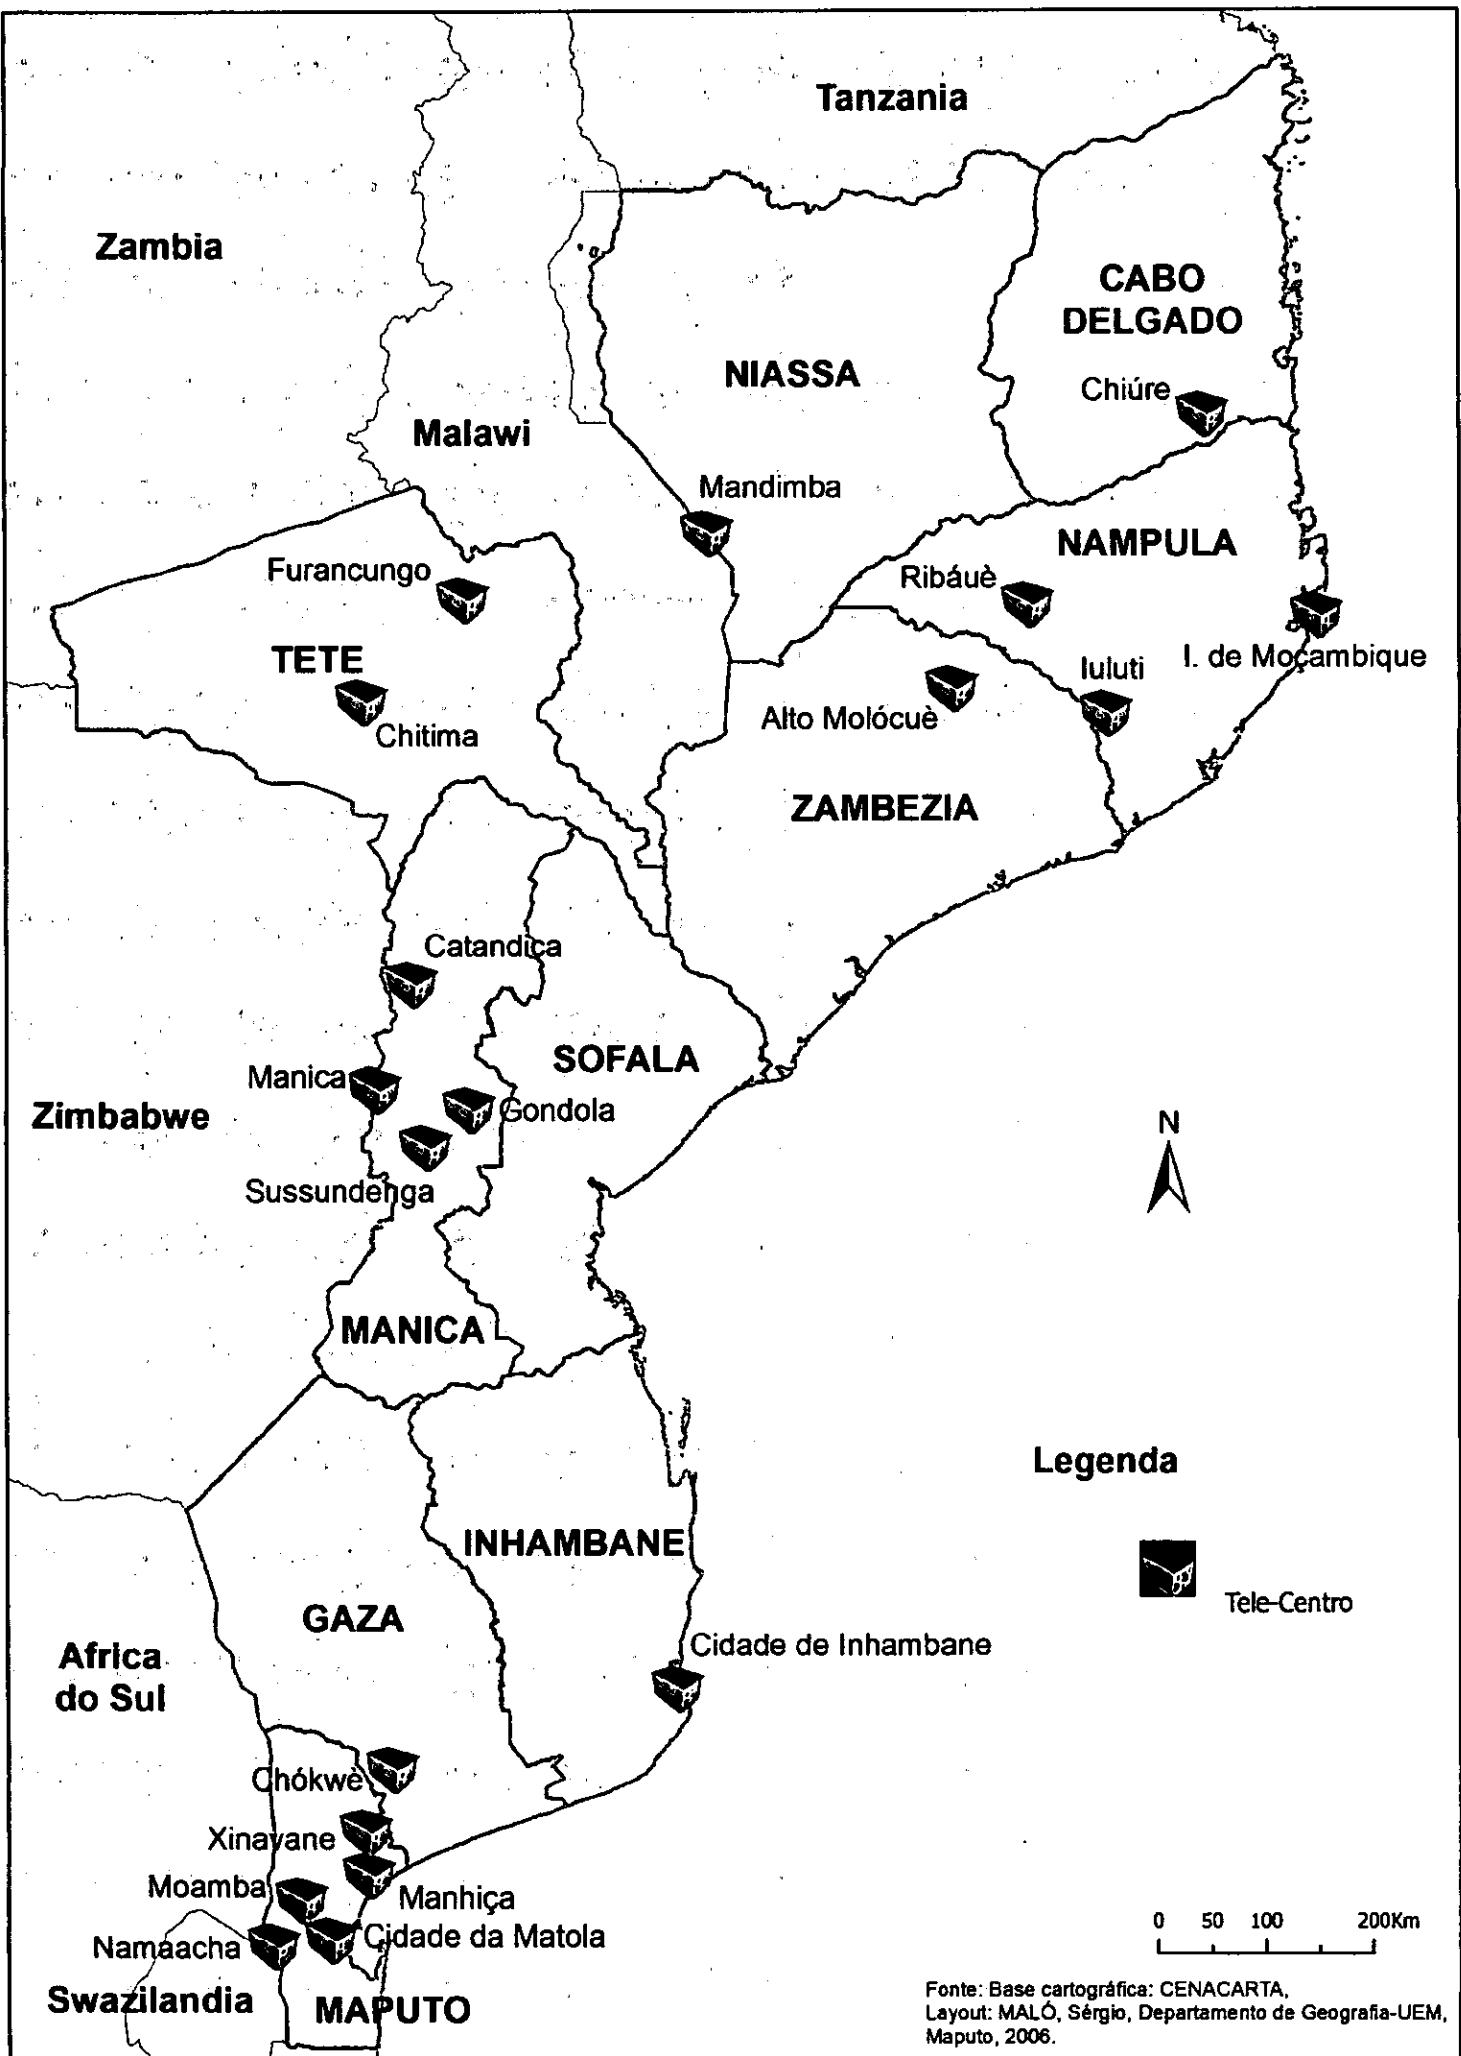 Tanzania
Zambia
CABO
DELGADO
NIASSA
Chiúre
Malawi
Mandimba
NAMPULA
Furancungo
Ribáuè
TETE
I. de Moçambique
Iuluti
Alto Molócuè
Chitima
ZAMBEZIA
Catandica
SOFALA
Manica
Gondola
Zimbabwe
N
Sussundenga
MANICA
Legenda
INHAMBANE
Tele-Centro
GAZA
Cidade de Inhambane
Africa
do Sul
Chókwè
Xinavane
Moamba
Manhiça
Cidade da Matola
Namaacha
0 50 100 200Km
Swazilandia
MAPUTO
Fonte: Base cartográfica: CENACARTA,
Layout: MALÓ, Sérgio, Departamento de Geografia-UEM,
Maputo, 2006.